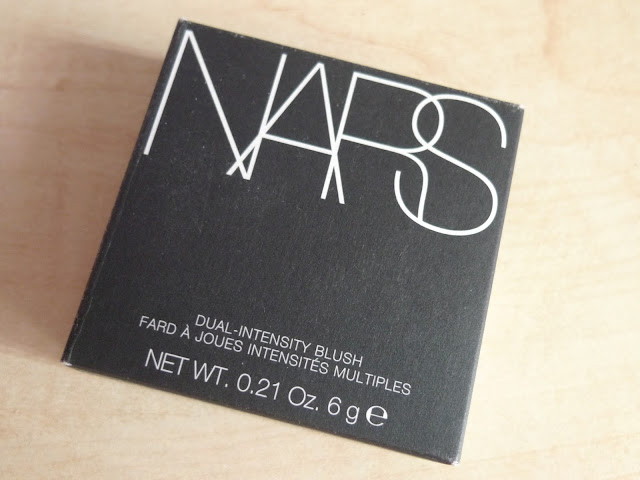 NARS
DUAL-INTENSITY BLUSH
FARD À JOUES INTENSITÉS MULTIPLES
NET WT. 0.21 Oz. 6 g ℮